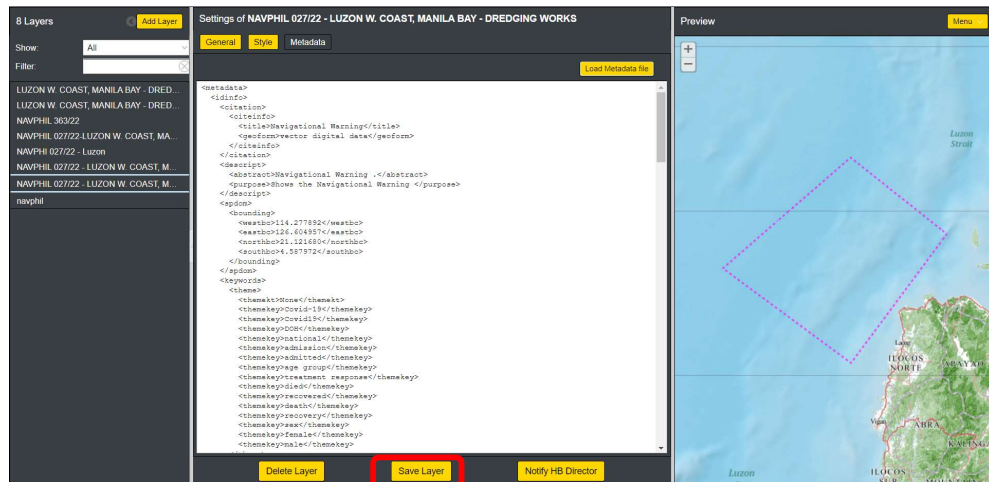 8 Layers
Add Layer
Show:
All
Filter:
LUZON W. COAST, MANILA BAY - DRED...
LUZON W. COAST, MANILA BAY - DRED...
NAVPHIL 363/22
NAVPHIL 027/22-LUZON W. COAST, MA...
NAVPHI 027/22 - Luzon
NAVPHIL 027/22 - LUZON W. COAST, M...
NAVPHIL 027/22 - LUZON W. COAST, M...
navphil
Settings of NAVPHIL 027/22 - LUZON W. COAST, MANILA BAY - DREDGING WORKS
General Style Metadata
Load Metadata file
<metadata>
<idinfo>
<citation>
<citeinfo>
<title>Navigational Warning</title>
<geoform>vector digital data</geoform>
</citeinfo>
</citation>
<descript>
<abstract>Navigational Warning .</abstract>
<purpose>Shows the Navigational Warning </purpose>
</descript>
<spdom>
<bounding>
<westbc>114.277892</westbc>
<eastbc>126.604957</eastbc>
<northbc>21.121680</northbc>
<southbc>4.587972</southbc>
</bounding>
</spdom>
<keywords>
<theme>
<themekt>None</themekt>
<themekey>Covid-19</themekey>
<themekey>Covid19</themekey>
<themekey>DOH</themekey>
<themekey>national</themekey>
<themekey>admission</themekey>
<themekey>admitted</themekey>
<themekey>age group</themekey>
<themekey>treatment response</themekey>
<themekey>died</themekey>
<themekey>recovered</themekey>
<themekey>death</themekey>
<themekey>recovery</themekey>
<themekey>sex</themekey>
<themekey>female</themekey>
<themekey>male</themekey>
Delete Layer
Save Layer
Notify HB Director
Preview
Menu
+
−
Luzon
Strait
Laoag
ILOCOS
NORTE
APAYAO
Vigan
ABRA
KALINGA
Luzon
ILOCOS